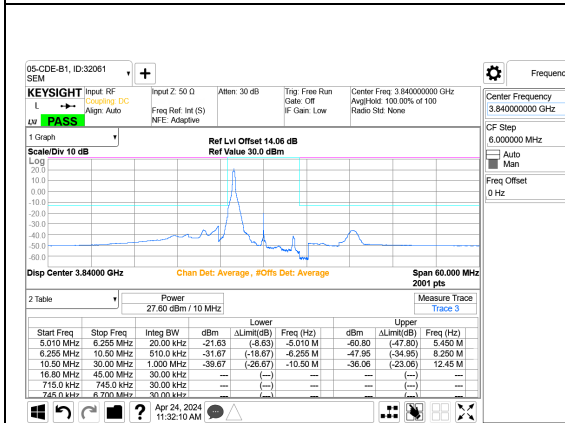 05-CDE-B1, ID:32061
SEM
Frequency
KEYSIGHT
Input: RF
Coupling: DC
Align: Auto
Input Z: 50 Ω
Freq Ref: Int (S)
NFE: Adaptive
Atten: 30 dB
Trig: Free Run
Gate: Off
IF Gain: Low
Center Freq: 3.840000000 GHz
Avg|Hold: 100.00% of 100
Radio Std: None
L
LXI PASS
Center Frequency
3.840000000 GHz
CF Step
6.000000 MHz
Auto
Man
Freq Offset
0 Hz
1 Graph
Scale/Div 10 dB
Ref Lvl Offset 14.06 dB
Ref Value 30.0 dBm
Log
20.0
10.0
0.00
-10.0
-20.0
-30.0
-40.0
-50.0
-60.0
Disp Center 3.84000 GHz
Chan Det: Average , #Offs Det: Average
Span 60.000 MHz
2001 pts
2 Table
Power
27.60 dBm / 10 MHz
Measure Trace
Trace 3
Lower Upper
Start Freq Stop Freq Integ BW dBm ΔLimit(dB) Freq (Hz) dBm ΔLimit(dB) Freq (Hz)
5.010 MHz 6.255 MHz 20.00 kHz -21.63 (-8.63) -5.010 M -60.80 (-47.80) 5.450 M
6.255 MHz 10.50 MHz 510.0 kHz -31.67 (-18.67) -6.255 M -47.95 (-34.95) 8.250 M
10.50 MHz 30.00 MHz 1.000 MHz -39.67 (-26.67) -10.50 M -36.06 (-23.06) 12.45 M
16.80 MHz 45.00 MHz 30.00 kHz --- (---) --- --- (---) ---
715.0 kHz 745.0 kHz 30.00 kHz --- (---) --- --- (---) ---
745.0 kHz 6.700 MHz 30.00 kHz --- (---) --- --- (---) ---
?
Apr 24, 2024
11:32:10 AM